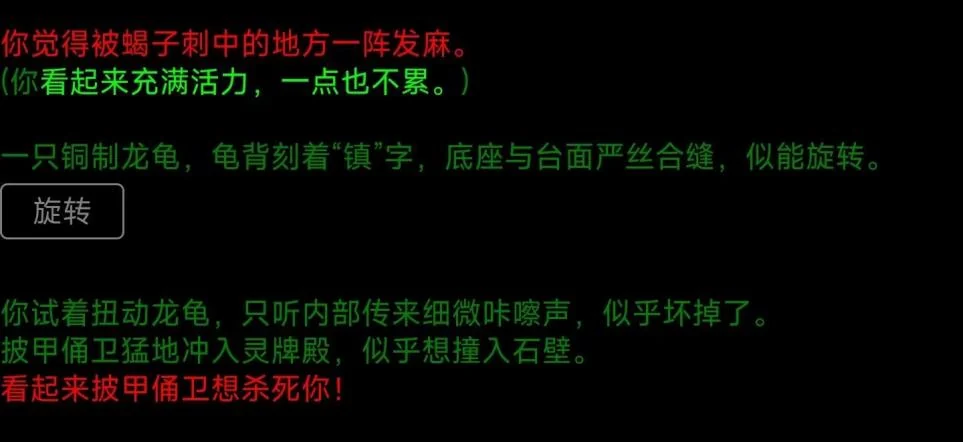 你觉得被蝎子刺中的地方一阵发麻。
(你看起来充满活力，一点也不累。)
一只铜制龙龟，龟背刻着“镇”字，底座与台面严丝合缝，似能旋转。
旋转
你试着扭动龙龟，只听内部传来细微咔嚓声，似乎坏掉了。
披甲俑卫猛地冲入灵牌殿，似乎想撞入石壁。
看起来披甲俑卫想杀死你！